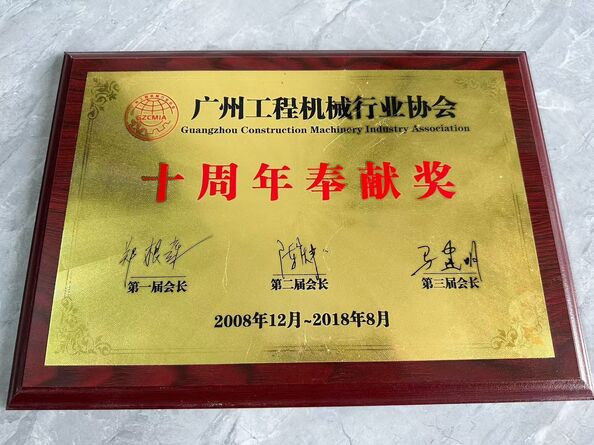 GZCMIA
广州工程机械行业协会
Guangzhou Construction Machinery Industry Association
十周年奉献奖
第一届会长 第二届会长 第三届会长
2008年12月~2018年8月